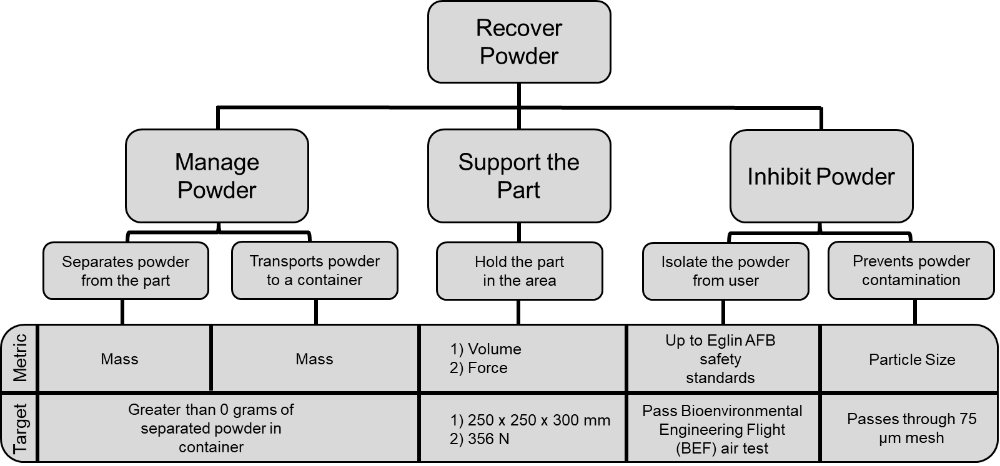 Recover
Powder
Manage
Powder
Support the
Part
Inhibit Powder
Separates powder
from the part
Transports powder
to a container
Hold the part
in the area
Isolate the powder
from user
Prevents powder
contamination
Metric
Mass
Mass
1) Volume
2) Force
Up to Eglin AFB
safety
standards
Particle Size
Target
Greater than 0 grams of
separated powder in
container
1) 250 x 250 x 300 mm
2) 356 N
Pass Bioenvironmental
Engineering Flight
(BEF) air test
Passes through 75
μm mesh